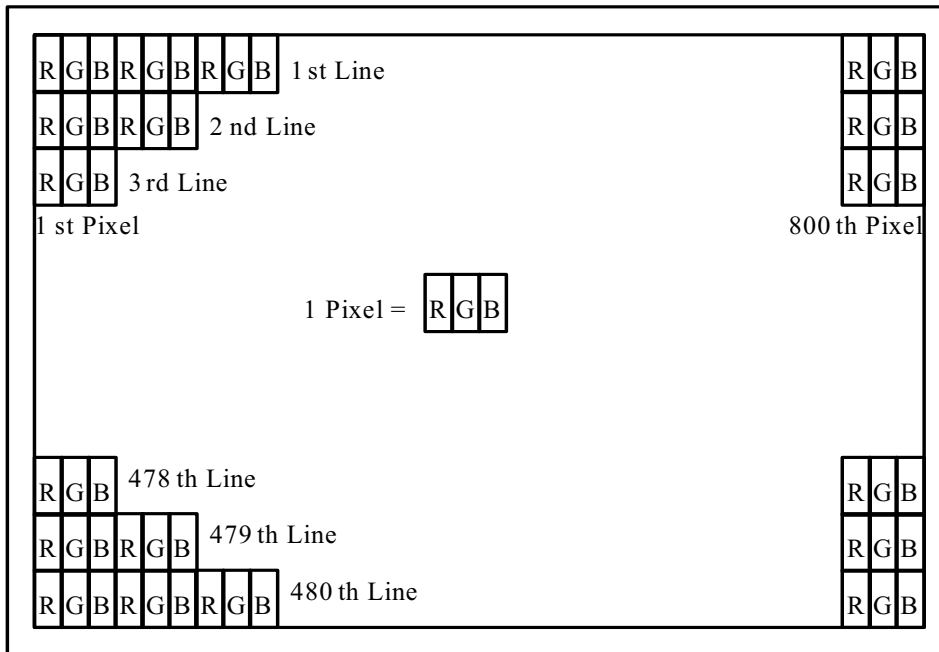 R G B R G B R G B 1 st Line R G B
R G B R G B 2 nd Line R G B
R G B 3 rd Line R G B
1 st Pixel 800 th Pixel
1 Pixel = R G B
R G B 478 th Line R G B
R G B R G B 479 th Line R G B
R G B R G B R G B 480 th Line R G B